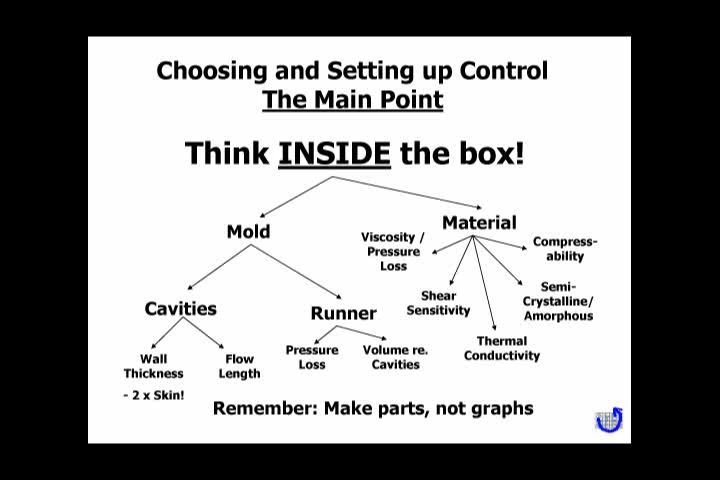 Choosing and Setting up Control
The Main Point
Think INSIDE the box!
Mold
Material
Viscosity /
Pressure
Loss
Compress-
ability
Shear
Sensitivity
Semi-
Crystalline/
Amorphous
Thermal
Conductivity
Cavities
Runner
Wall
Thickness
- 2 x Skin!
Flow
Length
Pressure
Loss
Volume re.
Cavities
Remember: Make parts, not graphs